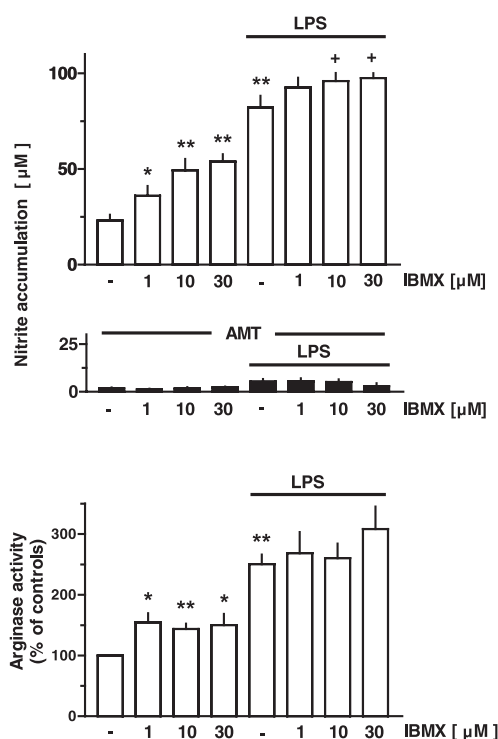 LPS
100
50
0
Nitrite accumulation [ µM]
** + +
* ** **
- 1 10 30 - 1 10 30 IBMX [µM]
AMT
LPS
25
0
- 1 10 30 - 1 10 30 IBMX [µM]
LPS
300
200
100
0
Arginase activity
(% of controls)
**
* ** *
- 1 10 30 - 1 10 30 IBMX [ µM ]